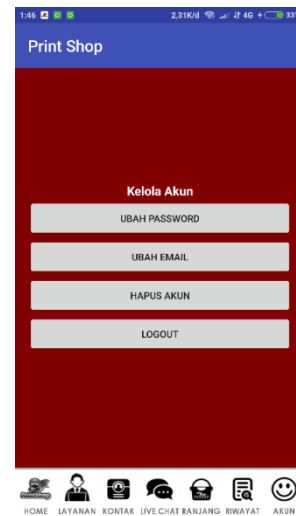 1:46 2,31K/d 4G 33%
Print Shop
Kelola Akun
UBAH PASSWORD
UBAH EMAIL
HAPUS AKUN
LOGOUT
HOME LAYANAN KONTAK LIVE CHAT RANJANG RIWAYAT AKUN